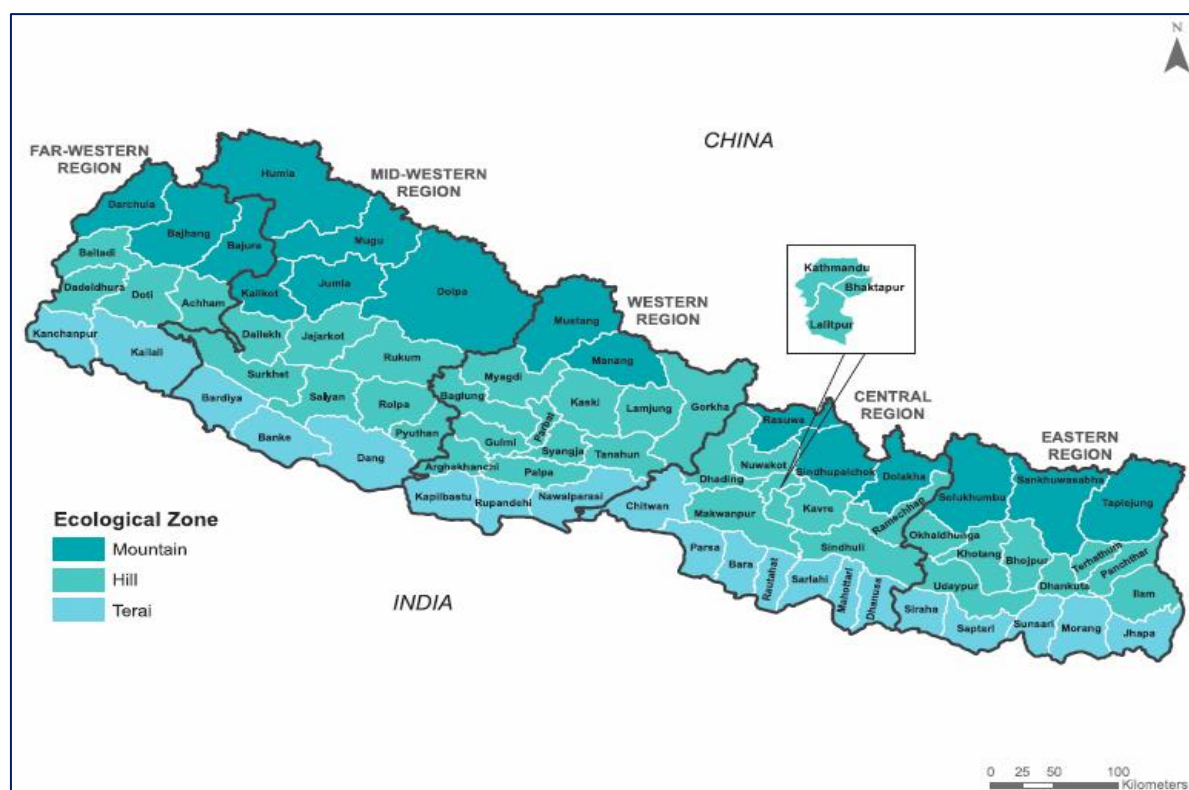 N
CHINA
FAR-WESTERN
REGION
MID-WESTERN
REGION
Humla
Darchula
Bajhang
Bajura
Mugu
Baitadi
Jumla
Dolpa
Kalikot
Dadeldhura
Doti
Achham
Kanchanpur
Kailali
Dailekh
Jajarkot
Rukum
Surkhet
Salyan
Rolpa
Bardiya
Banke
Dang
Pyuthan
WESTERN
REGION
Mustang
Manang
Myagdi
Baglung
Kaski
Lamjung
Gorkha
Parbat
Gulmi
Syangja
Tanahun
Arghakhanchi
Palpa
Kapilbastu
Rupandehi
Nawalparasi
Kathmandu
Bhaktapur
Lalitpur
CENTRAL
REGION
Rasuwa
Nuwakot
Sindhupalchok
Dolakha
Dhading
Chitwan
Makwanpur
Kavre
Ramechhap
Sindhuli
Parsa
Bara
Rautahat
Sarlahi
Mahottari
Dhanusa
EASTERN
REGION
Solukhumbu
Sankhuwasabha
Taplejung
Okhaldhunga
Khotang
Bhojpur
Terhathum
Panchthar
Dhankuta
Udaypur
Ilam
Siraha
Saptari
Sunsari
Morang
Jhapa
INDIA
Ecological Zone
Mountain
Hill
Terai
0 25 50 100
Kilometers